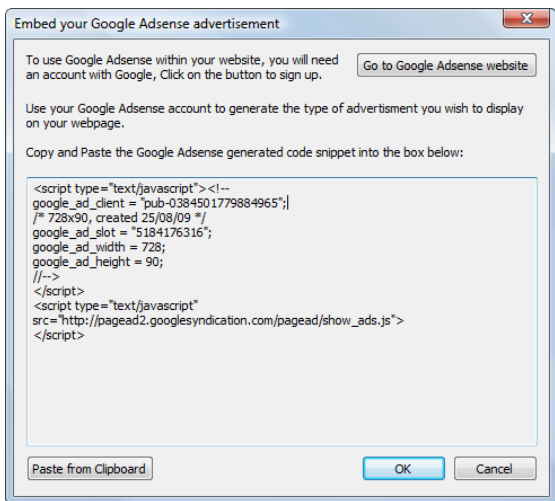 Embed your Google Adsense advertisement
To use Google Adsense within your website, you will need
an account with Google, Click on the button to sign up.
Go to Google Adsense website
Use your Google Adsense account to generate the type of advertisment you wish to display
on your webpage.
Copy and Paste the Google Adsense generated code snippet into the box below:
<script type="text/javascript"><!--
google_ad_client = "pub-0384501779884965";
/* 728x90, created 25/08/09 */
google_ad_slot = "5184176316";
google_ad_width = 728;
google_ad_height = 90;
//-->
</script>
<script type="text/javascript"
src="http://pagead2.googlesyndication.com/pagead/show_ads.js">
</script>
Paste from Clipboard
OK
Cancel